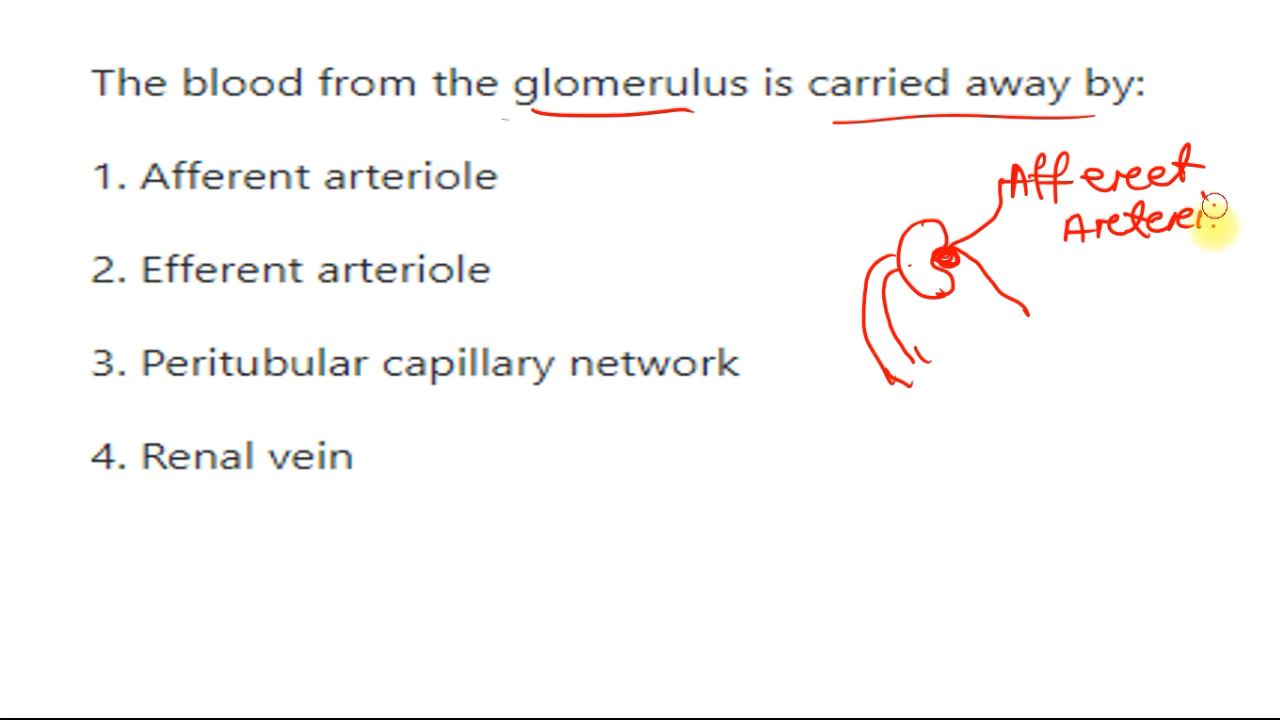 The blood from the glomerulus is carried away by:
1. Afferent arteriole
2. Efferent arteriole
3. Peritubular capillary network
4. Renal vein
Affereet